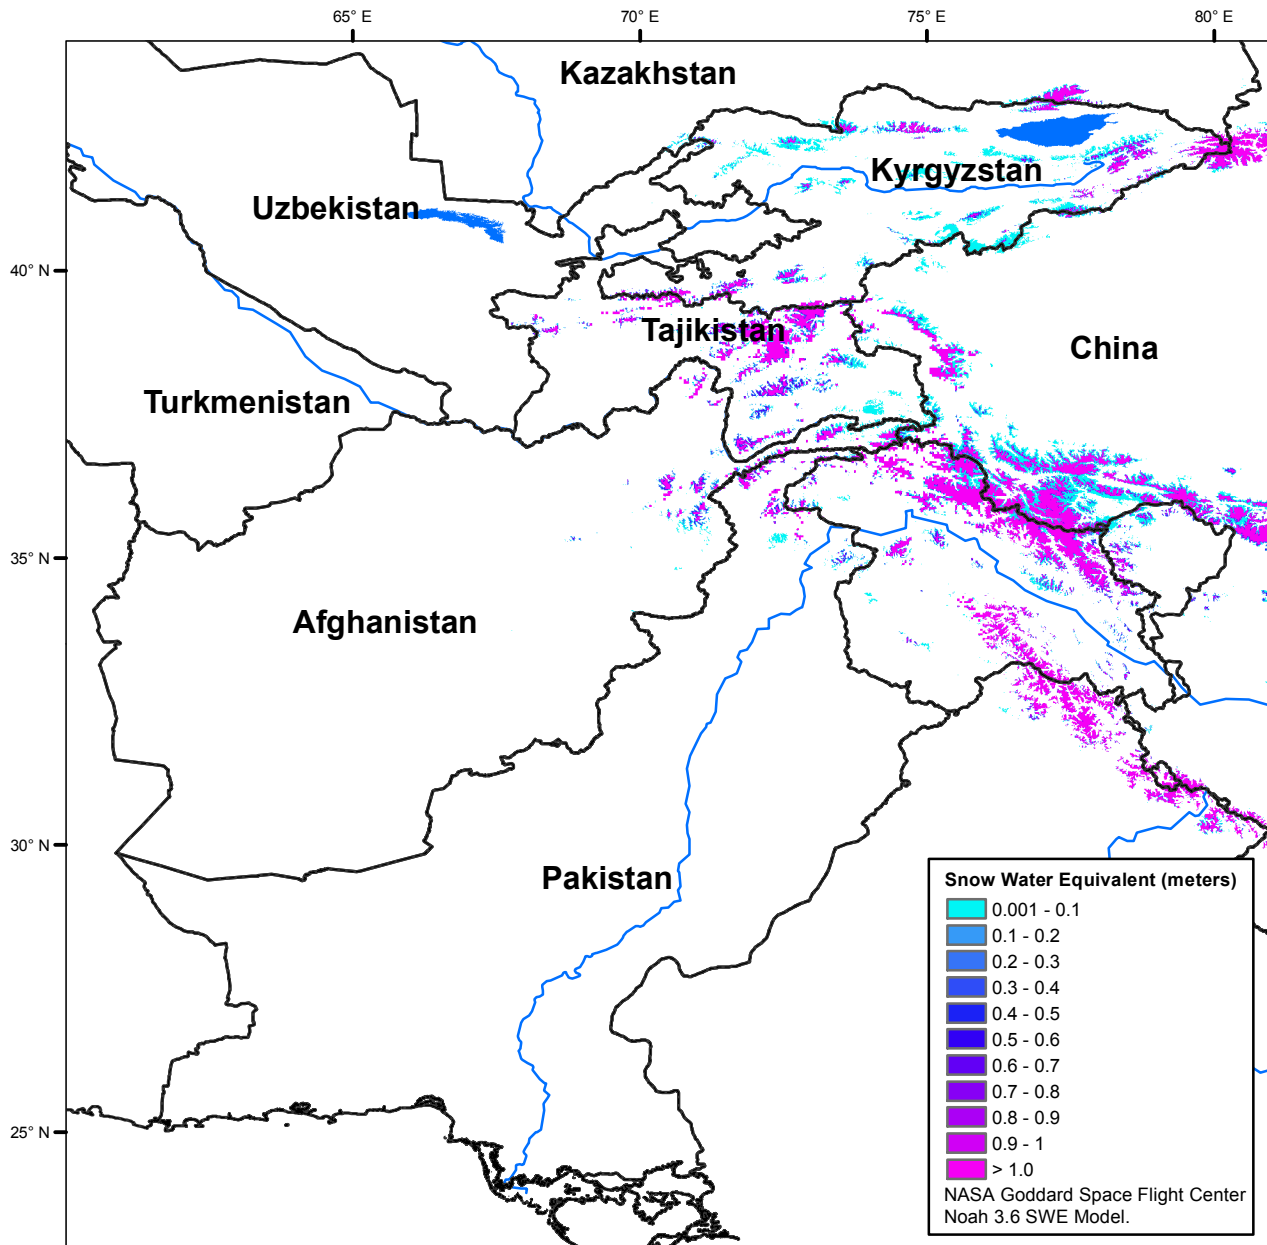 65° E 70° E 75° E 80° E
Kazakhstan
Kyrgyzstan
Uzbekistan
40° N
Tajikistan
China
Turkmenistan
35° N
Afghanistan
30° N
Pakistan
25° N
Snow Water Equivalent (meters)
0.001 - 0.1
0.1 - 0.2
0.2 - 0.3
0.3 - 0.4
0.4 - 0.5
0.5 - 0.6
0.6 - 0.7
0.7 - 0.8
0.8 - 0.9
0.9 - 1
> 1.0
NASA Goddard Space Flight Center
Noah 3.6 SWE Model.